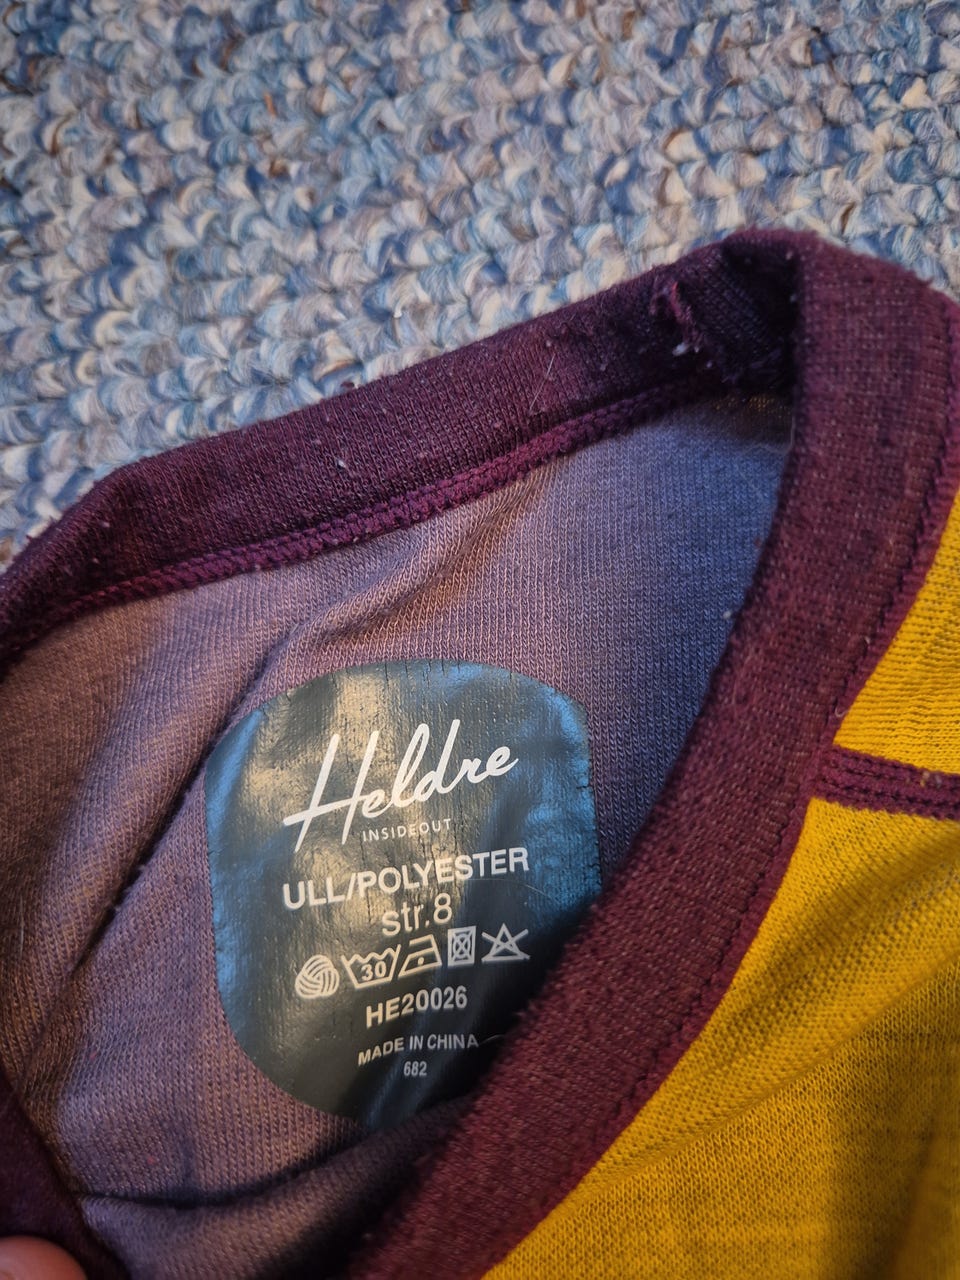 Heldre
INSIDEOUT
ULL/POLYESTER
str.8
30
HE20026
MADE IN CHINA
682